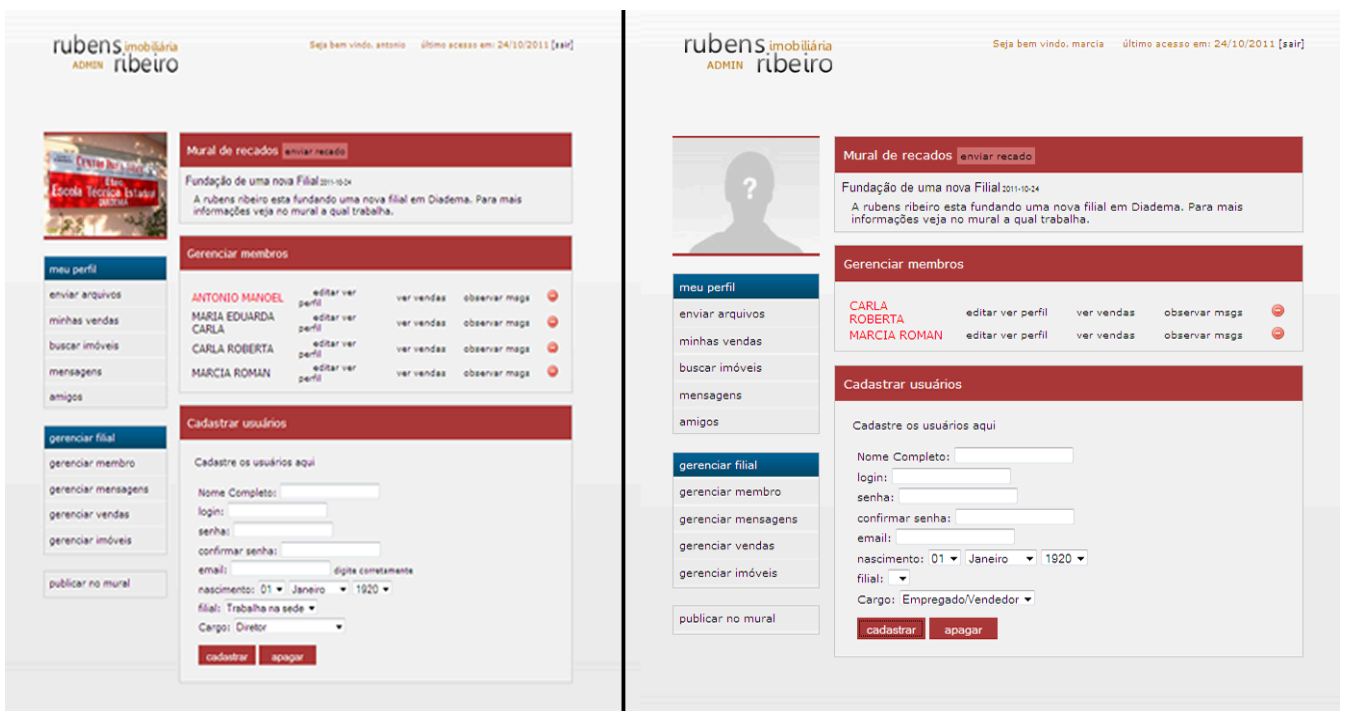 rubens imobiliária
ADMIN ribeiro
Seja bem vindo, antonio último acesso em: 24/10/2011 [sair]
Escola Técnica Estadual
DIADEMA
Mural de recados enviar recado
Fundação de uma nova Filial 2011-10-24
A rubens ribeiro esta fundando uma nova filial em Diadema. Para mais
informações veja no mural a qual trabalha.
meu perfil
enviar arquivos
minhas vendas
buscar imóveis
mensagens
amigos
gerenciar filial
gerenciar membro
gerenciar mensagens
gerenciar vendas
gerenciar imóveis
publicar no mural
Gerenciar membros
ANTONIO MANOEL editar ver
perfil ver vendas observar msgs
MARIA EDUARDA
CARLA editar ver
perfil ver vendas observar msgs
CARLA ROBERTA editar ver
perfil ver vendas observar msgs
MARCIA ROMAN editar ver
perfil ver vendas observar msgs
Cadastrar usuários
Cadastre os usuários aqui
Nome Completo:
login:
senha:
confirmar senha:
email: digite corretamente
nascimento: 01 Janeiro 1920
filial: Trabalha na sede
Cargo: Diretor
cadastrar apagar
rubens imobiliária
ADMIN ribeiro
Seja bem vindo, marcia último acesso em: 24/10/2011 [sair]
?
Mural de recados enviar recado
Fundação de uma nova Filial 2011-10-24
A rubens ribeiro esta fundando uma nova filial em Diadema. Para mais
informações veja no mural a qual trabalha.
meu perfil
enviar arquivos
minhas vendas
buscar imóveis
mensagens
amigos
gerenciar filial
gerenciar membro
gerenciar mensagens
gerenciar vendas
gerenciar imóveis
publicar no mural
Gerenciar membros
CARLA
ROBERTA editar ver perfil ver vendas observar msgs
MARCIA ROMAN editar ver perfil ver vendas observar msgs
Cadastrar usuários
Cadastre os usuários aqui
Nome Completo:
login:
senha:
confirmar senha:
email:
nascimento: 01 Janeiro 1920
filial:
Cargo: Empregado/Vendedor
cadastrar apagar